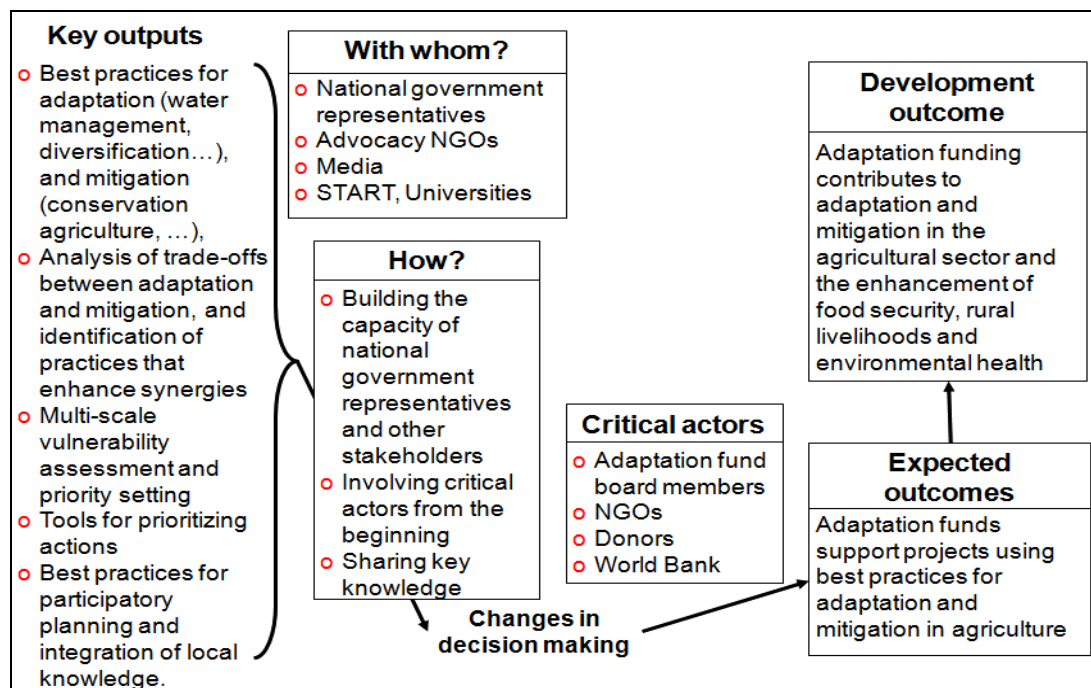 Key outputs
o Best practices for
adaptation (water
management,
diversification…),
and mitigation
(conservation
agriculture, …),
o Analysis of trade-offs
between adaptation
and mitigation, and
identification of
practices that
enhance synergies
o Multi-scale
vulnerability
assessment and
priority setting
o Tools for prioritizing
actions
o Best practices for
participatory
planning and
integration of local
knowledge.
With whom?
o National government
representatives
o Advocacy NGOs
o Media
o START, Universities
How?
o Building the
capacity of
national
government
representatives
and other
stakeholders
o Involving critical
actors from the
beginning
o Sharing key
knowledge
Changes in
decision making
Critical actors
o Adaptation fund
board members
o NGOs
o Donors
o World Bank
Expected
outcomes
Adaptation funds
support projects using
best practices for
adaptation and
mitigation in agriculture
Development
outcome
Adaptation funding
contributes to
adaptation and
mitigation in the
agricultural sector and
the enhancement of
food security, rural
livelihoods and
environmental health